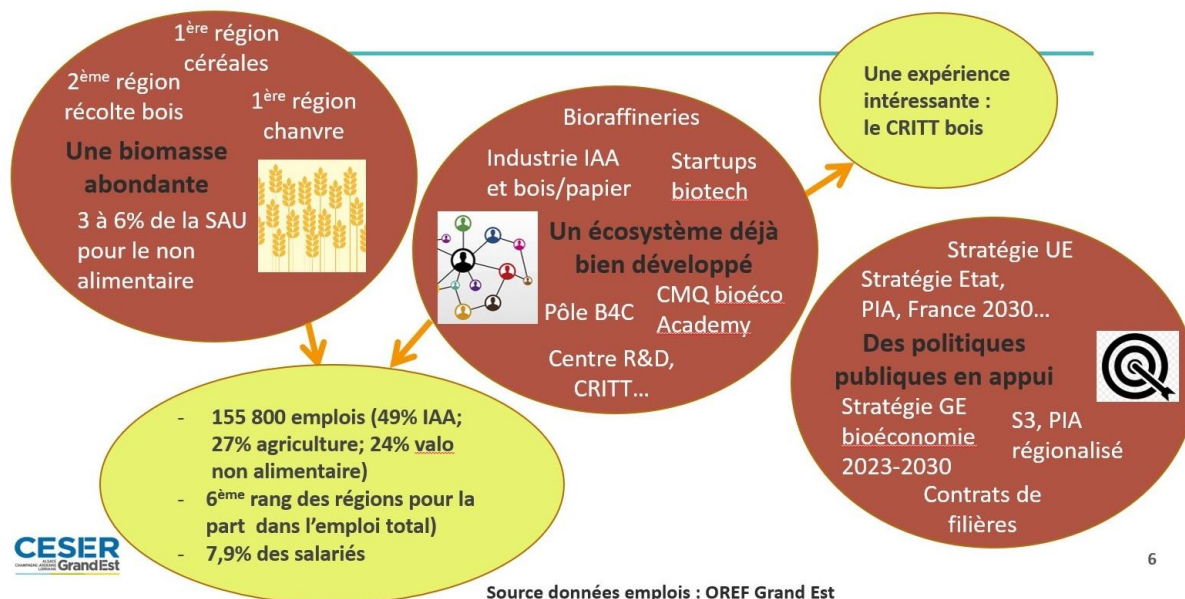 1ère région
céréales
2ème région
récolte bois
1ère région
chanvre
Une biomasse
abondante
3 à 6% de la SAU
pour le non
alimentaire
Bioraffineries
Industrie IAA
et bois/papier
Startups
biotech
Un écosystème déjà
bien développé
Pôle B4C
CMQ bioéco
Academy
Centre R&D,
CRITT...
Une expérience
intéressante :
le CRITT bois
Stratégie UE
Stratégie Etat,
PIA, France 2030...
Des politiques
publiques en appui
Stratégie GE
bioéconomie
2023-2030
S3, PIA
régionalisé
Contrats de
filières
- 155 800 emplois (49% IAA;
27% agriculture; 24% valo
non alimentaire)
- 6ème rang des régions pour la
part dans l'emploi total)
- 7,9% des salariés
CESER
ALSACE
CHAMPAGNE-ARDENNE
LORRAINE
GrandEst
6
Source données emplois : OREF Grand Est